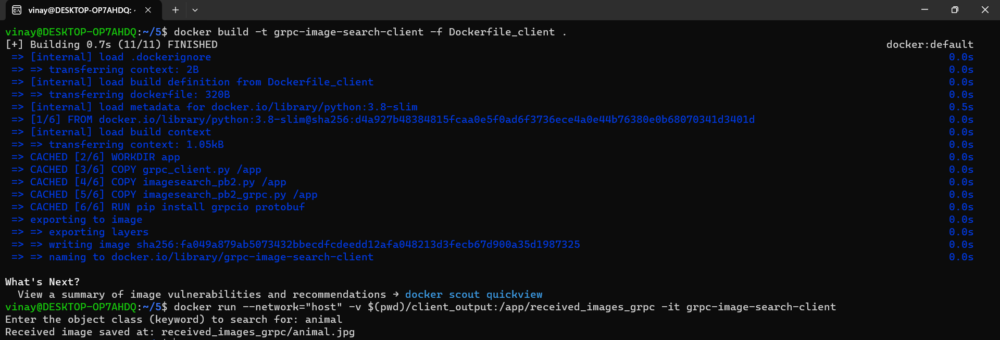 vinay@DESKTOP-OP7AHDQ: ~
vinay@DESKTOP-OP7AHDQ:~/5$ docker build -t grpc-image-search-client -f Dockerfile_client .
[+] Building 0.7s (11/11) FINISHED docker:default
=> [internal] load .dockerignore 0.0s
=> => transferring context: 2B 0.0s
=> [internal] load build definition from Dockerfile_client 0.0s
=> => transferring dockerfile: 320B 0.0s
=> [internal] load metadata for docker.io/library/python:3.8-slim 0.5s
=> [1/6] FROM docker.io/library/python:3.8-slim@sha256:d4a927b48384815fcaa0e5f0ad6f3736ece4a0e44b76380e0b68070341d3401d 0.0s
=> [internal] load build context 0.0s
=> => transferring context: 1.05kB 0.0s
=> CACHED [2/6] WORKDIR app 0.0s
=> CACHED [3/6] COPY grpc_client.py /app 0.0s
=> CACHED [4/6] COPY imagesearch_pb2.py /app 0.0s
=> CACHED [5/6] COPY imagesearch_pb2_grpc.py /app 0.0s
=> CACHED [6/6] RUN pip install grpcio protobuf 0.0s
=> exporting to image 0.0s
=> => exporting layers 0.0s
=> => writing image sha256:fa049a879ab5073432bbecdfcdeedd12afa048213d3fecb67d900a35d1987325 0.0s
=> => naming to docker.io/library/grpc-image-search-client 0.0s
What's Next?
View a summary of image vulnerabilities and recommendations → docker scout quickview
vinay@DESKTOP-OP7AHDQ:~/5$ docker run --network="host" -v $(pwd)/client_output:/app/received_images_grpc -it grpc-image-search-client
Enter the object class (keyword) to search for: animal
Received image saved at: received_images_grpc/animal.jpg